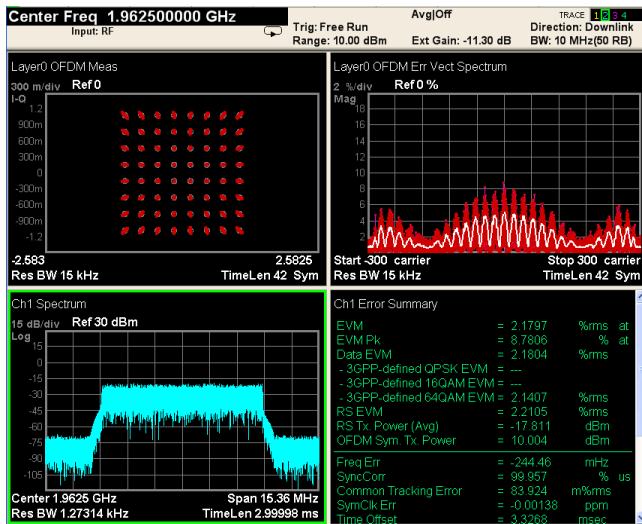 Center Freq 1.962500000 GHz
Input: RF
Trig: Free Run
Range: 10.00 dBm
Avg|Off
Ext Gain: -11.30 dB
TRACE 1 2 3 4
Direction: Downlink
BW: 10 MHz(50 RB)
Layer0 OFDM Meas
300 m/div Ref 0
I-Q
1.2
900m
600m
300m
0
-300m
-600m
-900m
-1.2
-2.583 2.5825
Res BW 15 kHz TimeLen 42 Sym
Layer0 OFDM Err Vect Spectrum
2 %/div Ref 0 %
Mag
18
16
14
12
10
8
6
4
2
Start -300 carrier Stop 300 carrier
Res BW 15 kHz TimeLen 42 Sym
Ch1 Spectrum
15 dB/div Ref 30 dBm
Log
15
0
-15
-30
-45
-60
-75
-90
-105
Center 1.9625 GHz Span 15.36 MHz
Res BW 1.27314 kHz TimeLen 2.99998 ms
Ch1 Error Summary
EVM = 2.1797 %rms at
EVM Pk = 8.7806 % at
Data EVM = 2.1804 %rms
- 3GPP-defined QPSK EVM = ---
- 3GPP-defined 16QAM EVM = ---
- 3GPP-defined 64QAM EVM = 2.1407 %rms
RS EVM = 2.2105 %rms
RS Tx. Power (Avg) = -17.811 dBm
OFDM Sym. Tx. Power = 10.004 dBm
Freq Err = -244.46 mHz
SyncCorr = 99.957 % us
Common Tracking Error = 83.924 m%rms
SymClk Err = -0.00138 ppm
Time Offset = 3.3268 msec